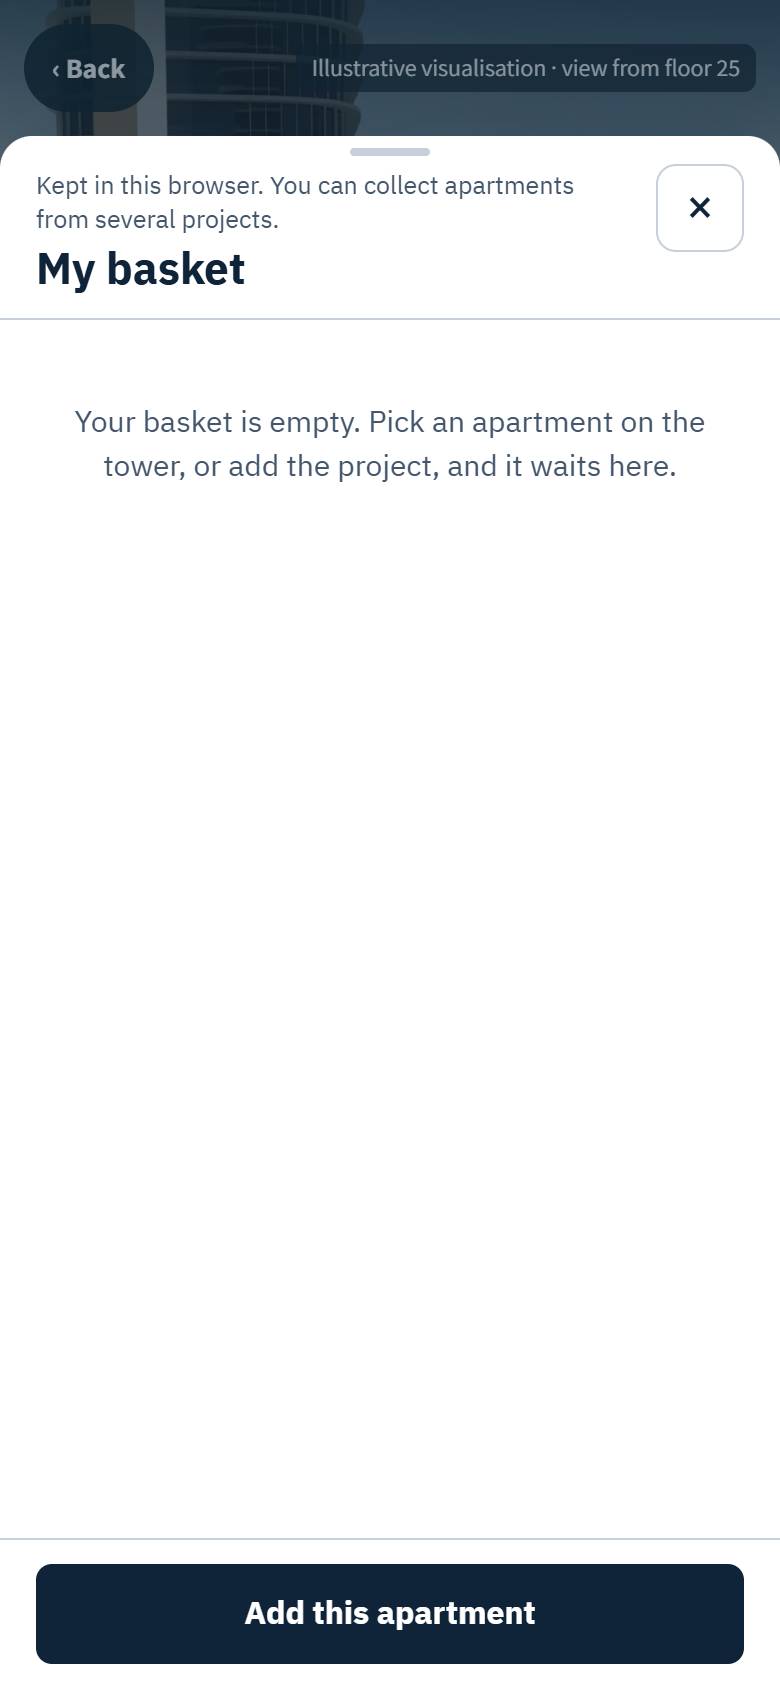 ‹ Back
Illustrative visualisation · view from floor 25
Kept in this browser. You can collect apartments
from several projects.
My basket
×
Your basket is empty. Pick an apartment on the
tower, or add the project, and it waits here.
Add this apartment